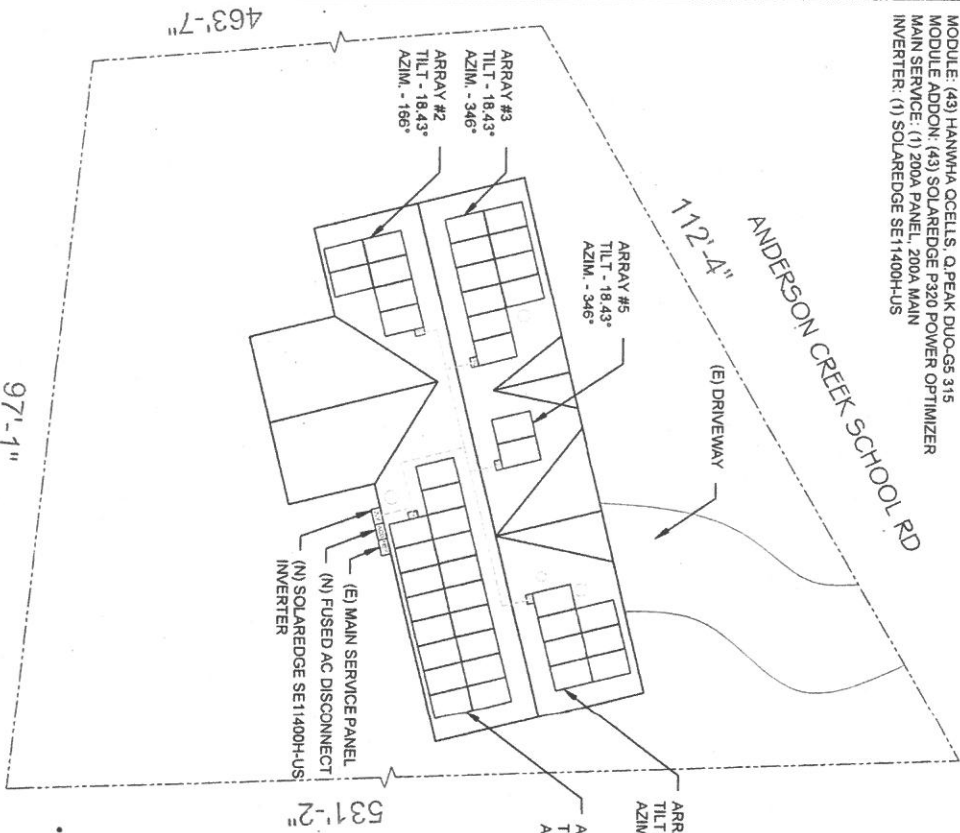 MODULE: (43) HANWHA QCELLS, Q.PEAK DUO-G5 315
MODULE ADDON: (43) SOLAREDGE P320 POWER OPTIMIZER
MAIN SERVICE: (1) 200A PANEL, 200A MAIN
INVERTER: (1) SOLAREDGE SE11400H-US
ANDERSON CREEK SCHOOL RD
112'-4"
463'-7"
(E) DRIVEWAY
ARRAY #5
TILT - 18.43°
AZIM. - 346°
ARRAY #3
TILT - 18.43°
AZIM. - 346°
ARRAY #2
TILT - 18.43°
AZIM. - 166°
ARR
TILT
AZIM
A
T
A
(E) MAIN SERVICE PANEL
(N) FUSED AC DISCONNECT
(N) SOLAREDGE SE11400H-US
INVERTER
531'-2"
97'-1"